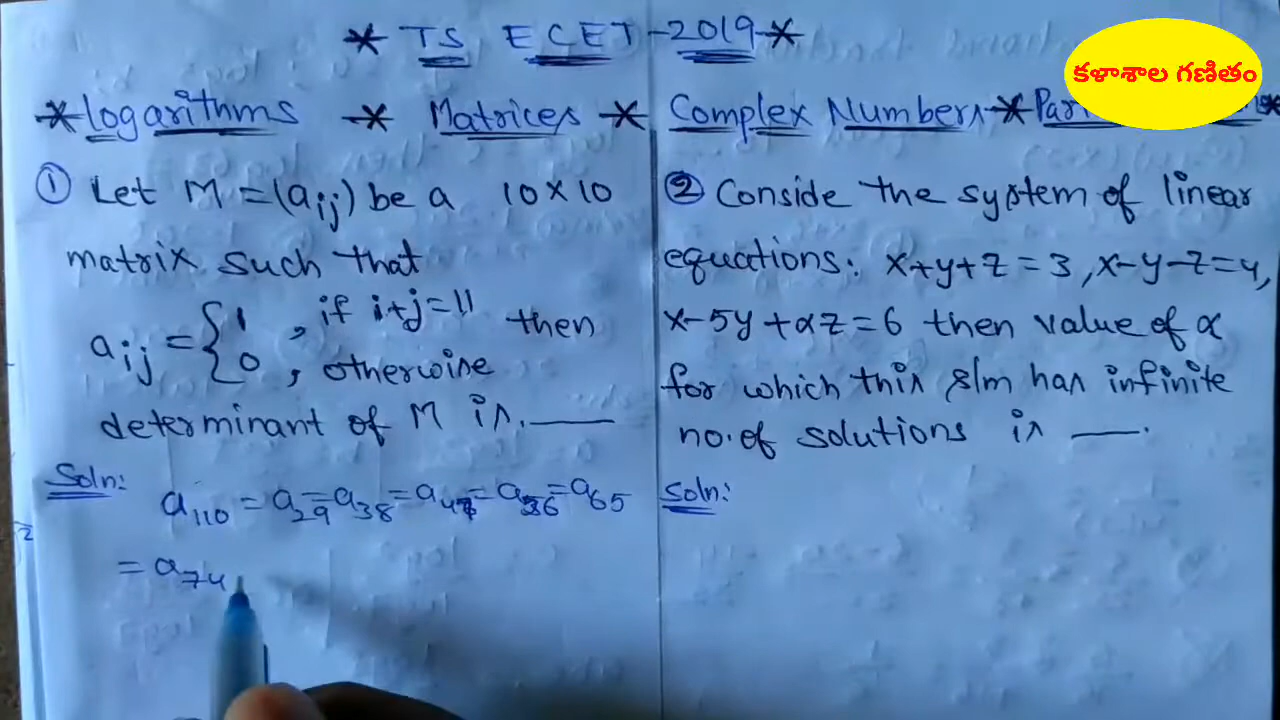 * TS ECET-2019 *
కళాశాల గణితం
*logarithms * Matrices * Complex Numbers *
① Let M = (aij) be a 10×10
matrix such that
aij = { 1 , if i+j=11
0 , otherwise
then
determinant of M is. ____
Soln:
a110 = a29 = a38 = a47 = a56 = a65
= a74
② Conside the system of linear
equations: x+y+z=3, x-y-z=4,
x-5y+αz=6 then value of α
for which this s/m has infinite
no.of solutions is ____.
Soln: